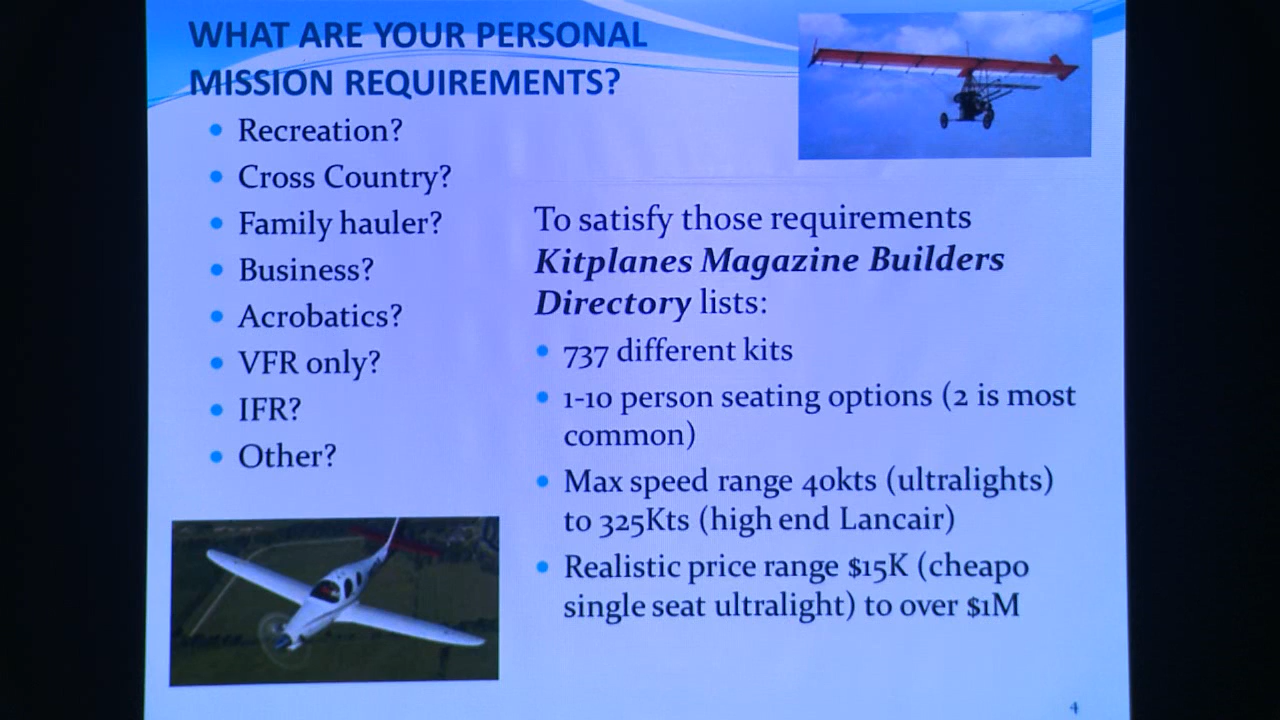 WHAT ARE YOUR PERSONAL
MISSION REQUIREMENTS?
• Recreation?
• Cross Country?
• Family hauler?
• Business?
• Acrobatics?
• VFR only?
• IFR?
• Other?
To satisfy those requirements
Kitplanes Magazine Builders
Directory lists:
• 737 different kits
• 1-10 person seating options (2 is most
common)
• Max speed range 40kts (ultralights)
to 325Kts (high end Lancair)
• Realistic price range $15K (cheapo
single seat ultralight) to over $1M
4